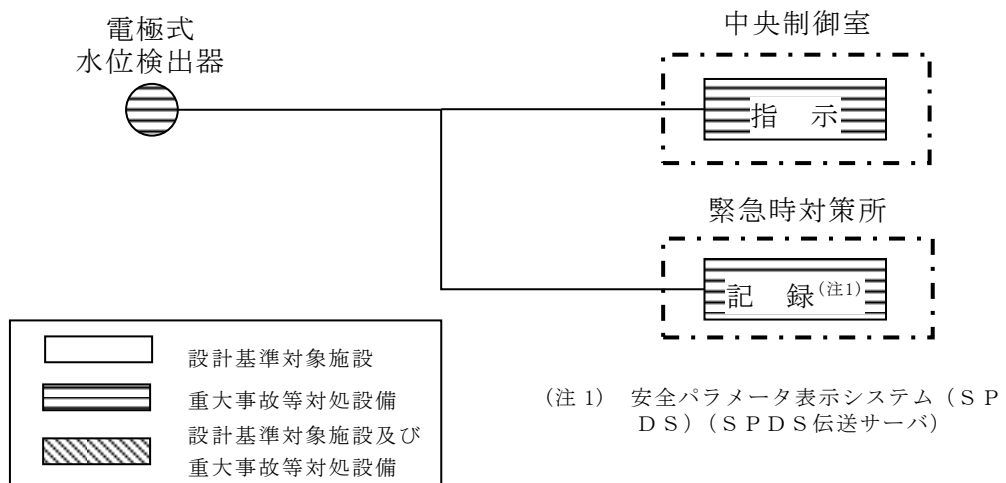 電極式
水位検出器
中央制御室
指　示
緊急時対策所
記　録(注1)
設計基準対象施設
重大事故等対処設備
設計基準対象施設及び
重大事故等対処設備
(注 1)　安全パラメータ表示システム（ＳＰ
ＤＳ）（ＳＰＤＳ伝送サーバ）